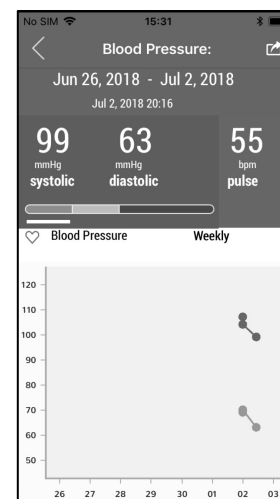 No SIM 15:31
Blood Pressure:
Jun 26, 2018 - Jul 2, 2018
Jul 2, 2018 20:16
99 63 55
mmHg mmHg bpm
systolic diastolic pulse
Blood Pressure Weekly
120
110
100
90
80
70
60
50
26 27 28 29 30 01 02 03